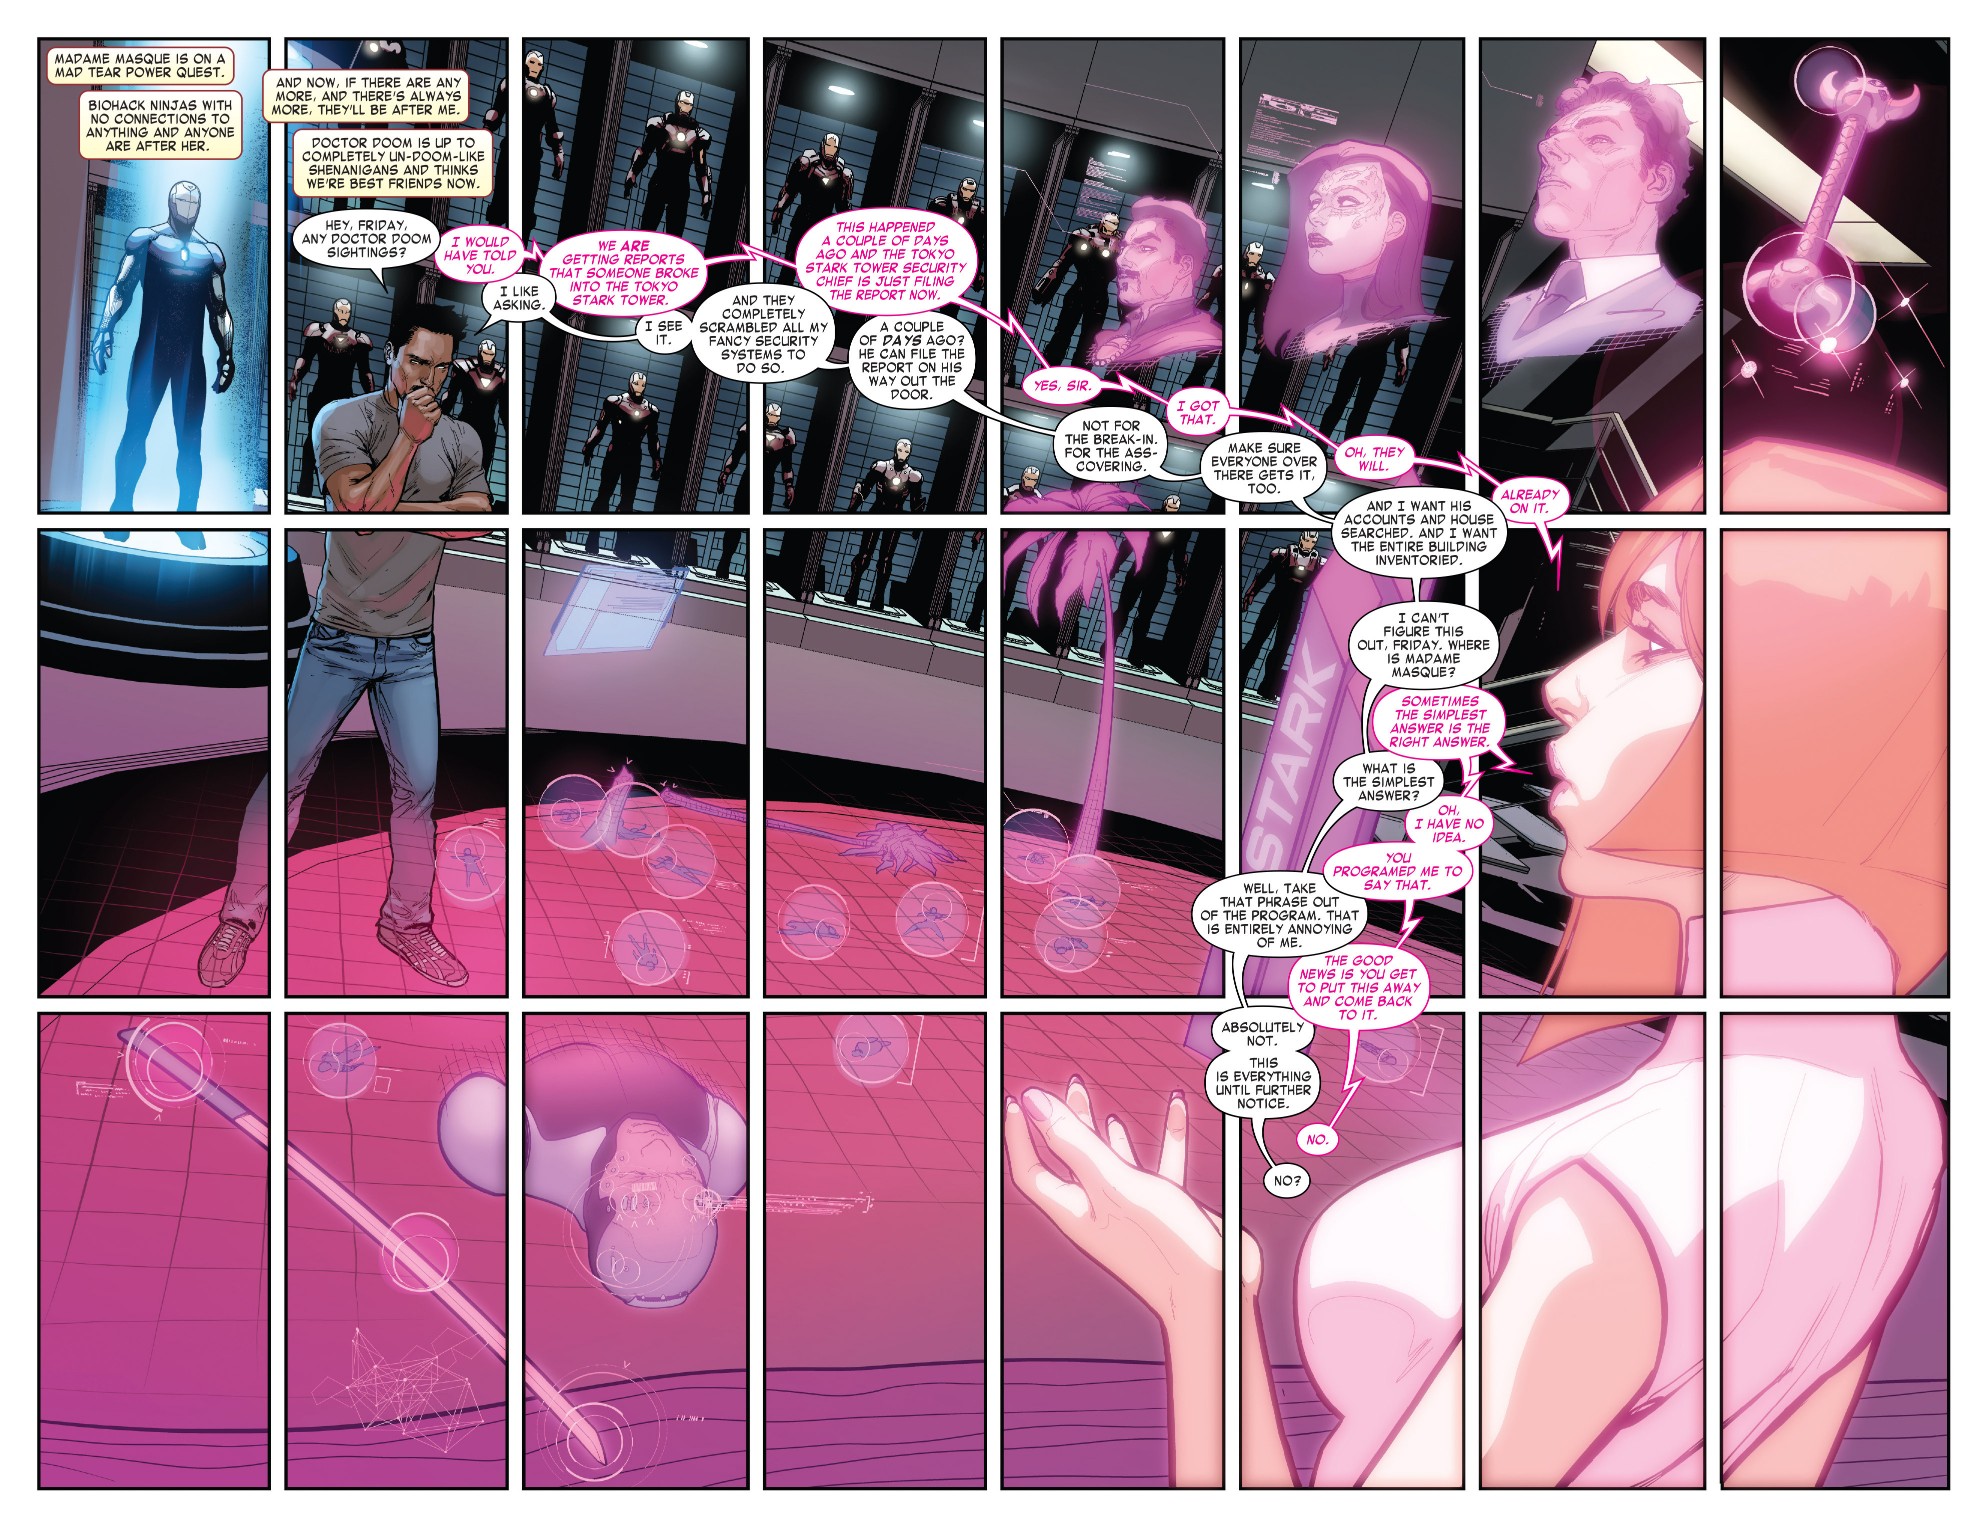 MADAME MASQUE IS ON A
MAD TEAR POWER QUEST.
BIOHACK NINJAS WITH
NO CONNECTIONS TO
ANYTHING AND ANYONE
ARE AFTER HER.
AND NOW, IF THERE ARE ANY
MORE, AND THERE'S ALWAYS
MORE, THEY'LL BE AFTER ME.
DOCTOR DOOM IS UP TO
COMPLETELY UN-DOOM-LIKE
SHENANIGANS AND THINKS
WE'RE BEST FRIENDS NOW.
HEY, FRIDAY,
ANY DOCTOR DOOM
SIGHTINGS?
I WOULD
HAVE TOLD
YOU.
I LIKE
ASKING.
WE ARE
GETTING REPORTS
THAT SOMEONE BROKE
INTO THE TOKYO
STARK TOWER.
I SEE
IT.
AND THEY
COMPLETELY
SCRAMBLED ALL MY
FANCY SECURITY
SYSTEMS TO
DO SO.
THIS HAPPENED
A COUPLE OF DAYS
AGO AND THE TOKYO
STARK TOWER SECURITY
CHIEF IS JUST FILING
THE REPORT NOW.
A COUPLE
OF DAYS AGO?
HE CAN FILE THE
REPORT ON HIS
WAY OUT THE
DOOR.
YES, SIR.
NOT FOR
THE BREAK-IN.
FOR THE ASS-
COVERING.
I GOT
THAT.
MAKE SURE
EVERYONE OVER
THERE GETS IT,
TOO.
OH, THEY
WILL.
AND I WANT HIS
ACCOUNTS AND HOUSE
SEARCHED. AND I WANT
THE ENTIRE BUILDING
INVENTORIED.
ALREADY
ON IT.
I CAN'T
FIGURE THIS
OUT, FRIDAY. WHERE
IS MADAME
MASQUE?
SOMETIMES
THE SIMPLEST
ANSWER IS THE
RIGHT ANSWER.
WHAT IS
THE SIMPLEST
ANSWER?
OH,
I HAVE NO
IDEA.
YOU
PROGRAMED ME TO
SAY THAT.
WELL, TAKE
THAT PHRASE OUT
OF THE PROGRAM. THAT
IS ENTIRELY ANNOYING
OF ME.
STARK
THE GOOD
NEWS IS YOU GET
TO PUT THIS AWAY
AND COME BACK
TO IT.
ABSOLUTELY
NOT.
THIS
IS EVERYTHING
UNTIL FURTHER
NOTICE.
NO.
NO?